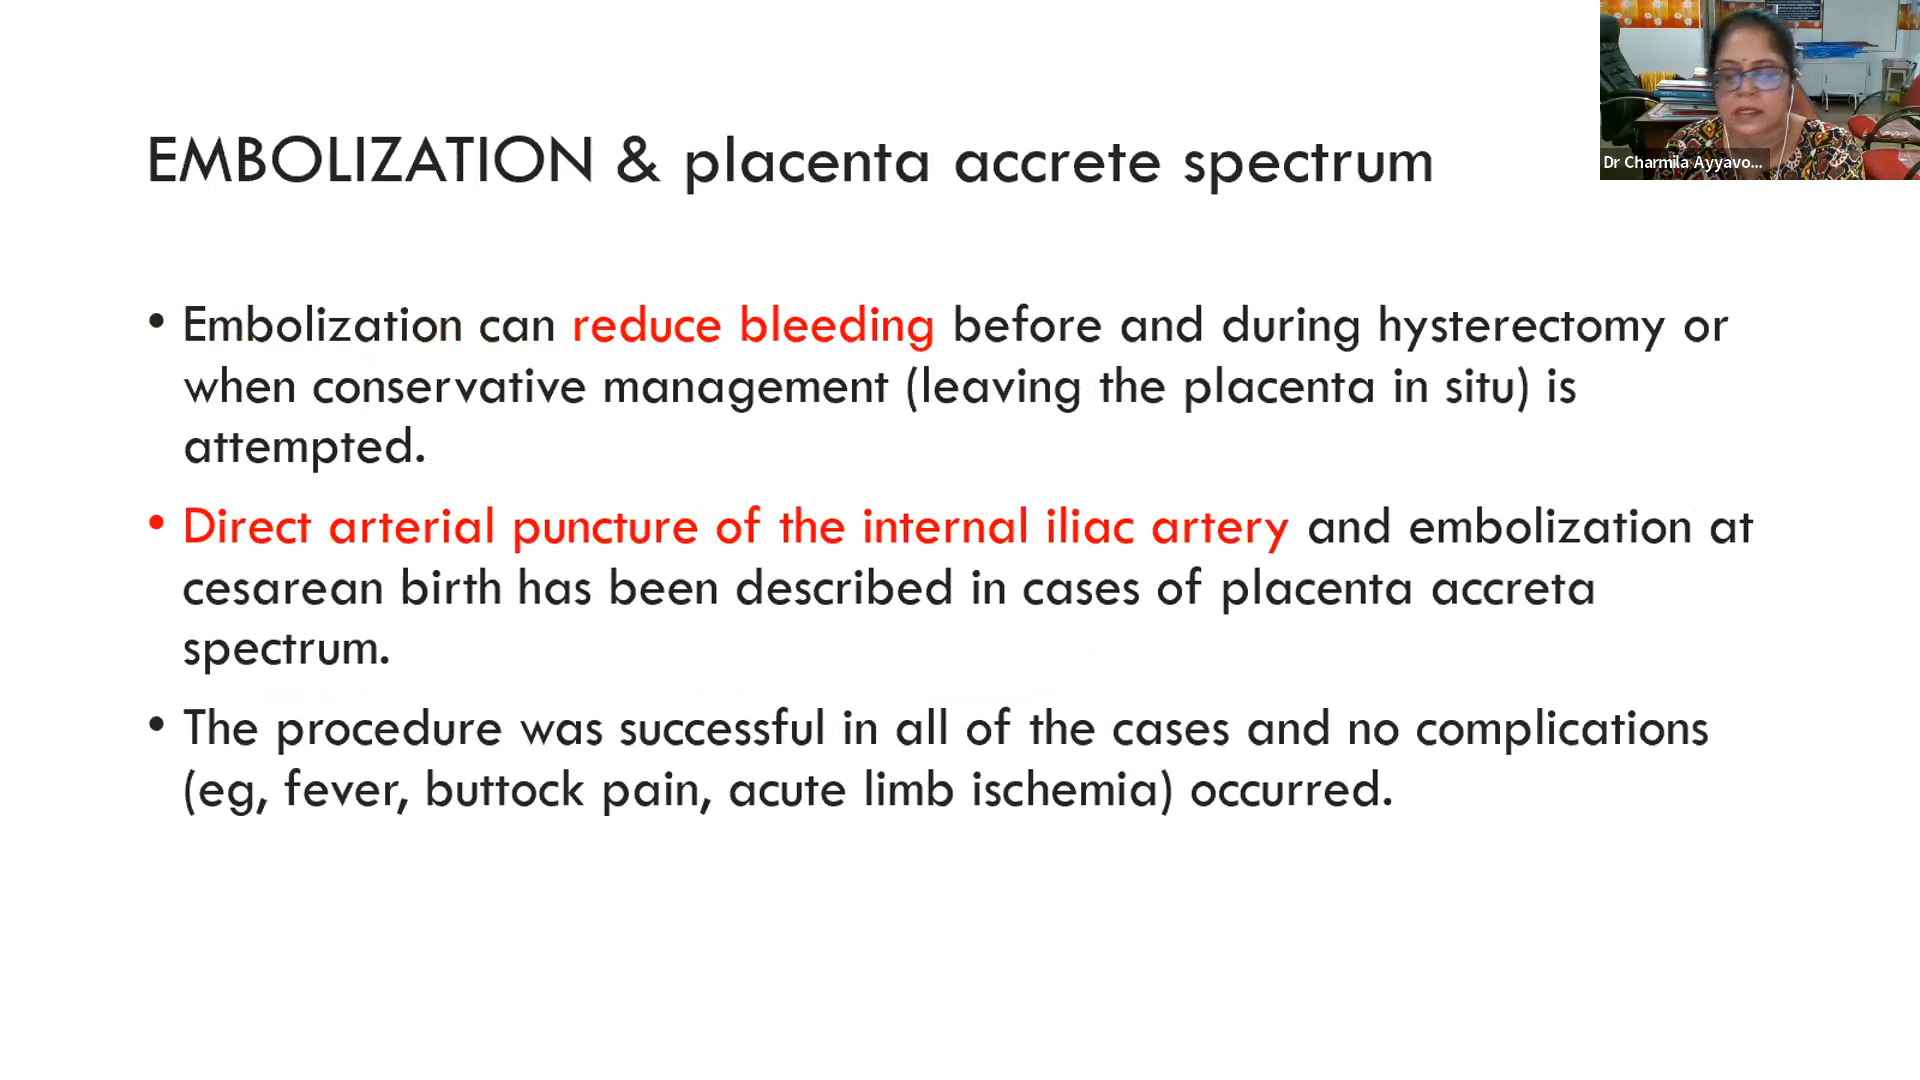 EMBOLIZATION & placenta accrete spectrum
• Embolization can reduce bleeding before and during hysterectomy or
when conservative management (leaving the placenta in situ) is
attempted.
• Direct arterial puncture of the internal iliac artery and embolization at
cesarean birth has been described in cases of placenta accreta
spectrum.
• The procedure was successful in all of the cases and no complications
(eg, fever, buttock pain, acute limb ischemia) occurred.
Dr Charmila Ayyavo...